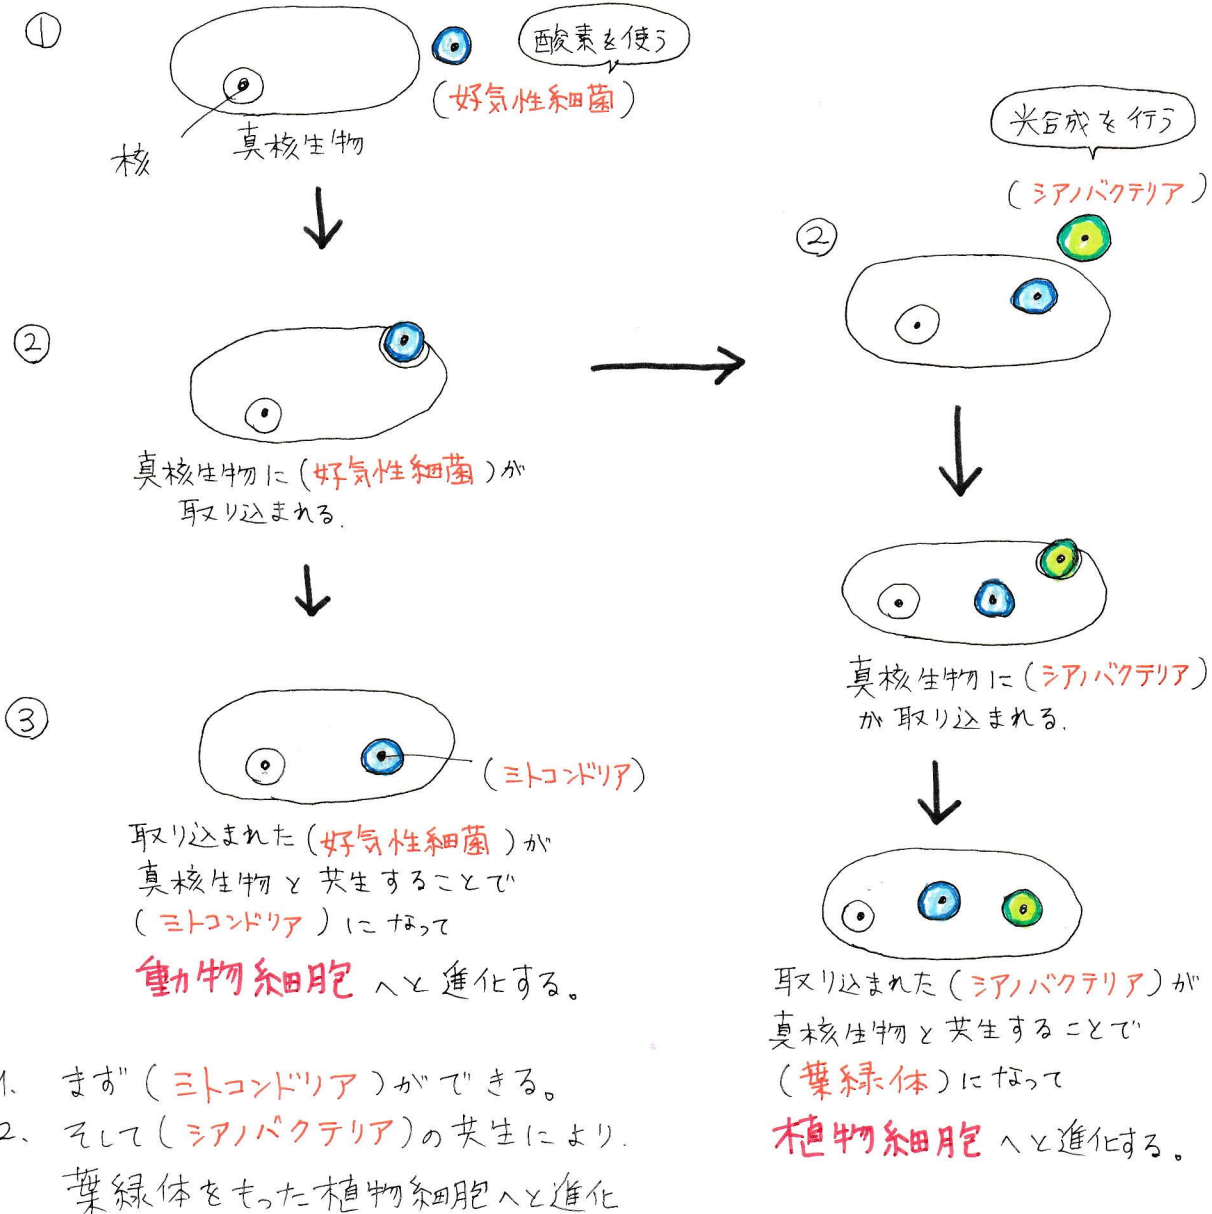 ①
酸素を使う
(好気性細菌)
核
真核生物
②
真核生物に(好気性細菌)が
取り込まれる.
③
(ミトコンドリア)
取り込まれた(好気性細菌)が
真核生物と共生することで
(ミトコンドリア)になって
動物細胞へと進化する。
光合成を行う
(シアノバクテリア)
②
真核生物に(シアノバクテリア)
が取り込まれる.
取り込まれた(シアノバクテリア)が
真核生物と共生することで
(葉緑体)になって
植物細胞へと進化する。
1. まず(ミトコンドリア)ができる。
2、そして(シアノバクテリア)の共生により.
葉緑体をもった植物細胞へと進化